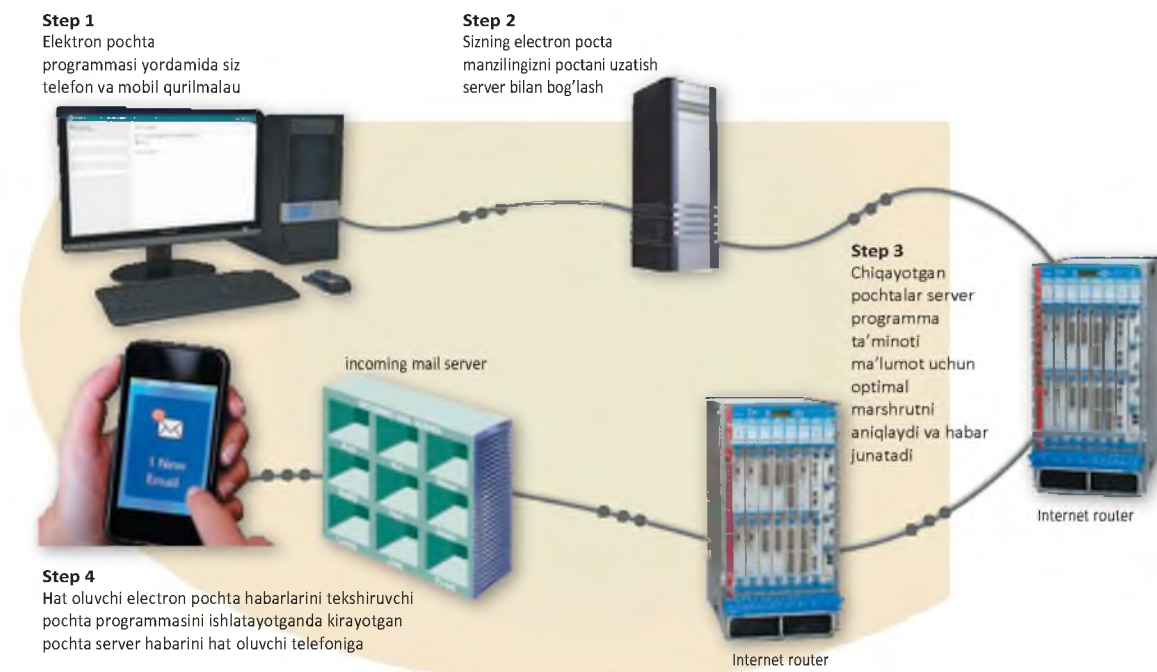 Step 1
Elektron pochta
programmasi yordamida siz
telefon va mobil qurilmalau
Step 2
Sizning electron pocta
manzilingizni poctani uzatish
server bilan bog'lash
Step 3
Chiqayotgan
pochtalar server
programma
ta'minoti
ma'lumot uchun
optimal
marshrutni
aniqlaydi va habar
junatadi
Internet router
incoming mail server
1 New
Email
Internet router
Step 4
Hat oluvchi electron pochta habarlarini tekshiruvchi
pochta programmasini ishlatayotganda kirayotgan
pochta server habarini hat oluvchi telefoniga